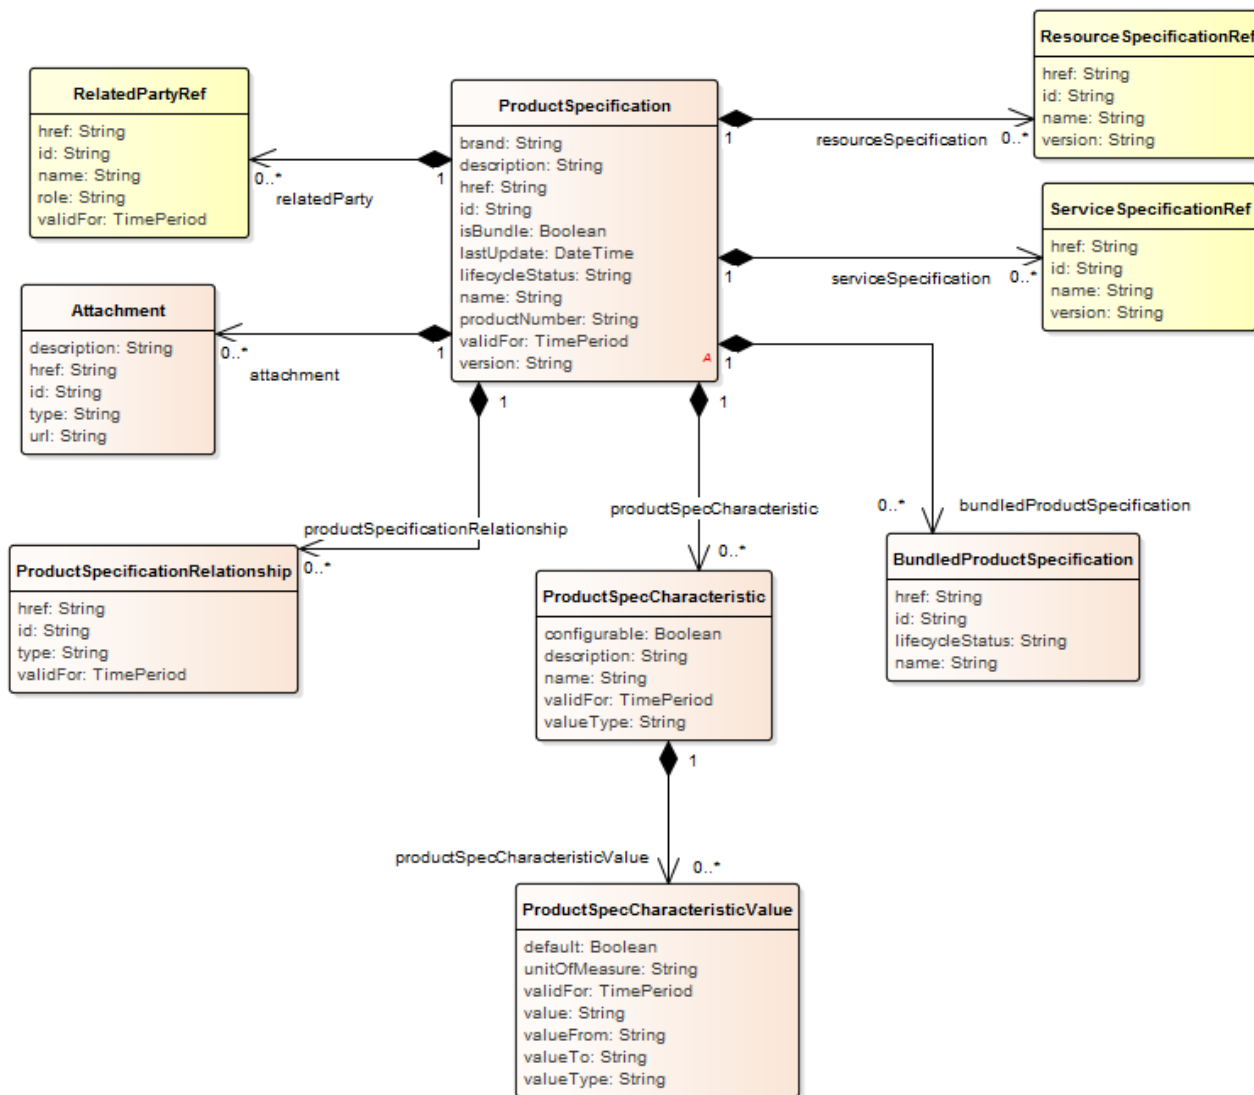 ResourceSpecificationRef
href: String
id: String
name: String
version: String
RelatedPartyRef
href: String
id: String
name: String
role: String
validFor: TimePeriod
ProductSpecification
brand: String
description: String
href: String
id: String
isBundle: Boolean
lastUpdate: DateTime
lifecycleStatus: String
name: String
productNumber: String
validFor: TimePeriod
version: String
A
1
resourceSpecification
0..*
0..*
relatedParty
1
ServiceSpecificationRef
href: String
id: String
name: String
version: String
1
serviceSpecification
0..*
Attachment
description: String
href: String
id: String
type: String
url: String
0..*
attachment
1
1
1
1
productSpecificationRelationship
0..*
productSpecCharacteristic
0..*
0..*
bundledProductSpecification
ProductSpecificationRelationship
href: String
id: String
type: String
validFor: TimePeriod
ProductSpecCharacteristic
configurable: Boolean
description: String
name: String
validFor: TimePeriod
valueType: String
BundledProductSpecification
href: String
id: String
lifecycleStatus: String
name: String
1
productSpecCharacteristicValue
0..*
ProductSpecCharacteristicValue
default: Boolean
unitOfMeasure: String
validFor: TimePeriod
value: String
valueFrom: String
valueTo: String
valueType: String